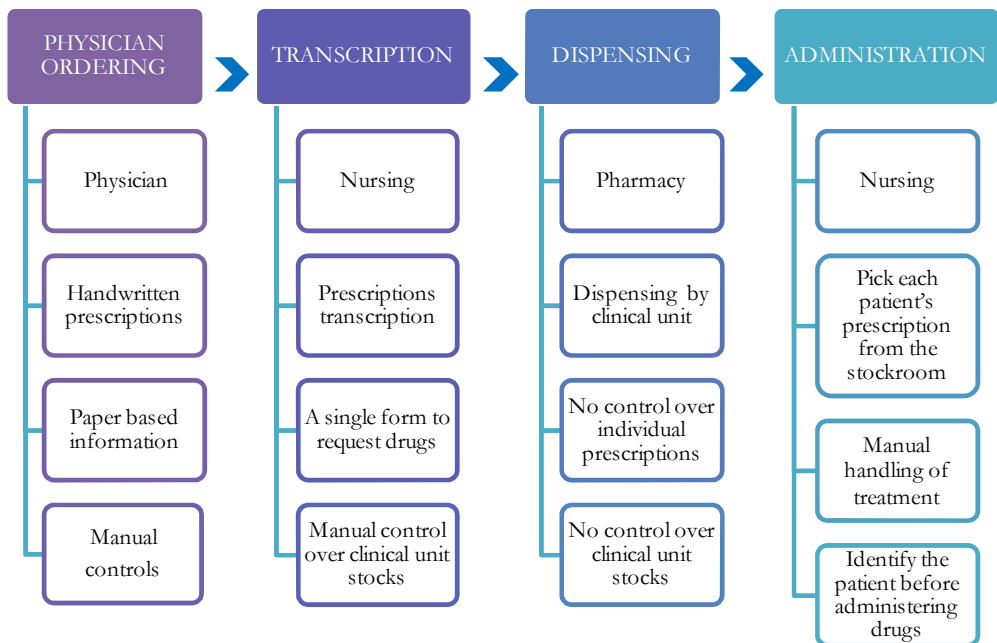 PHYSICIAN
ORDERING
TRANSCRIPTION
DISPENSING
ADMINISTRATION
Physician
Handwritten
prescriptions
Paper based
information
Manual
controls
Nursing
Prescriptions
transcription
A single form to
request drugs
Manual control
over clinical unit
stocks
Pharmacy
Dispensing by
clinical unit
No control over
individual
prescriptions
No control over
clinical unit
stocks
Nursing
Pick each
patient's
prescription
from the
stockroom
Manual
handling of
treatment
Identify the
patient before
administering
drugs